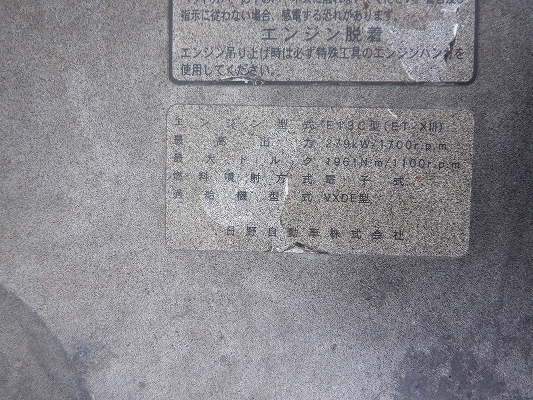 指示に従わない場合、感電する恐れがあります。
エンジン脱着
エンジン吊り上げ時は必ず特殊工具のエンジンハンガを
使用してください。
エンジン型式 E13C型(ET-XIII)
最高出力 279kW/1700r.p.m
最大トルク 1961N·m/1100r.p.m
燃料噴射方式 電子式
過給機型式 VXDE型
日野自動車株式会社